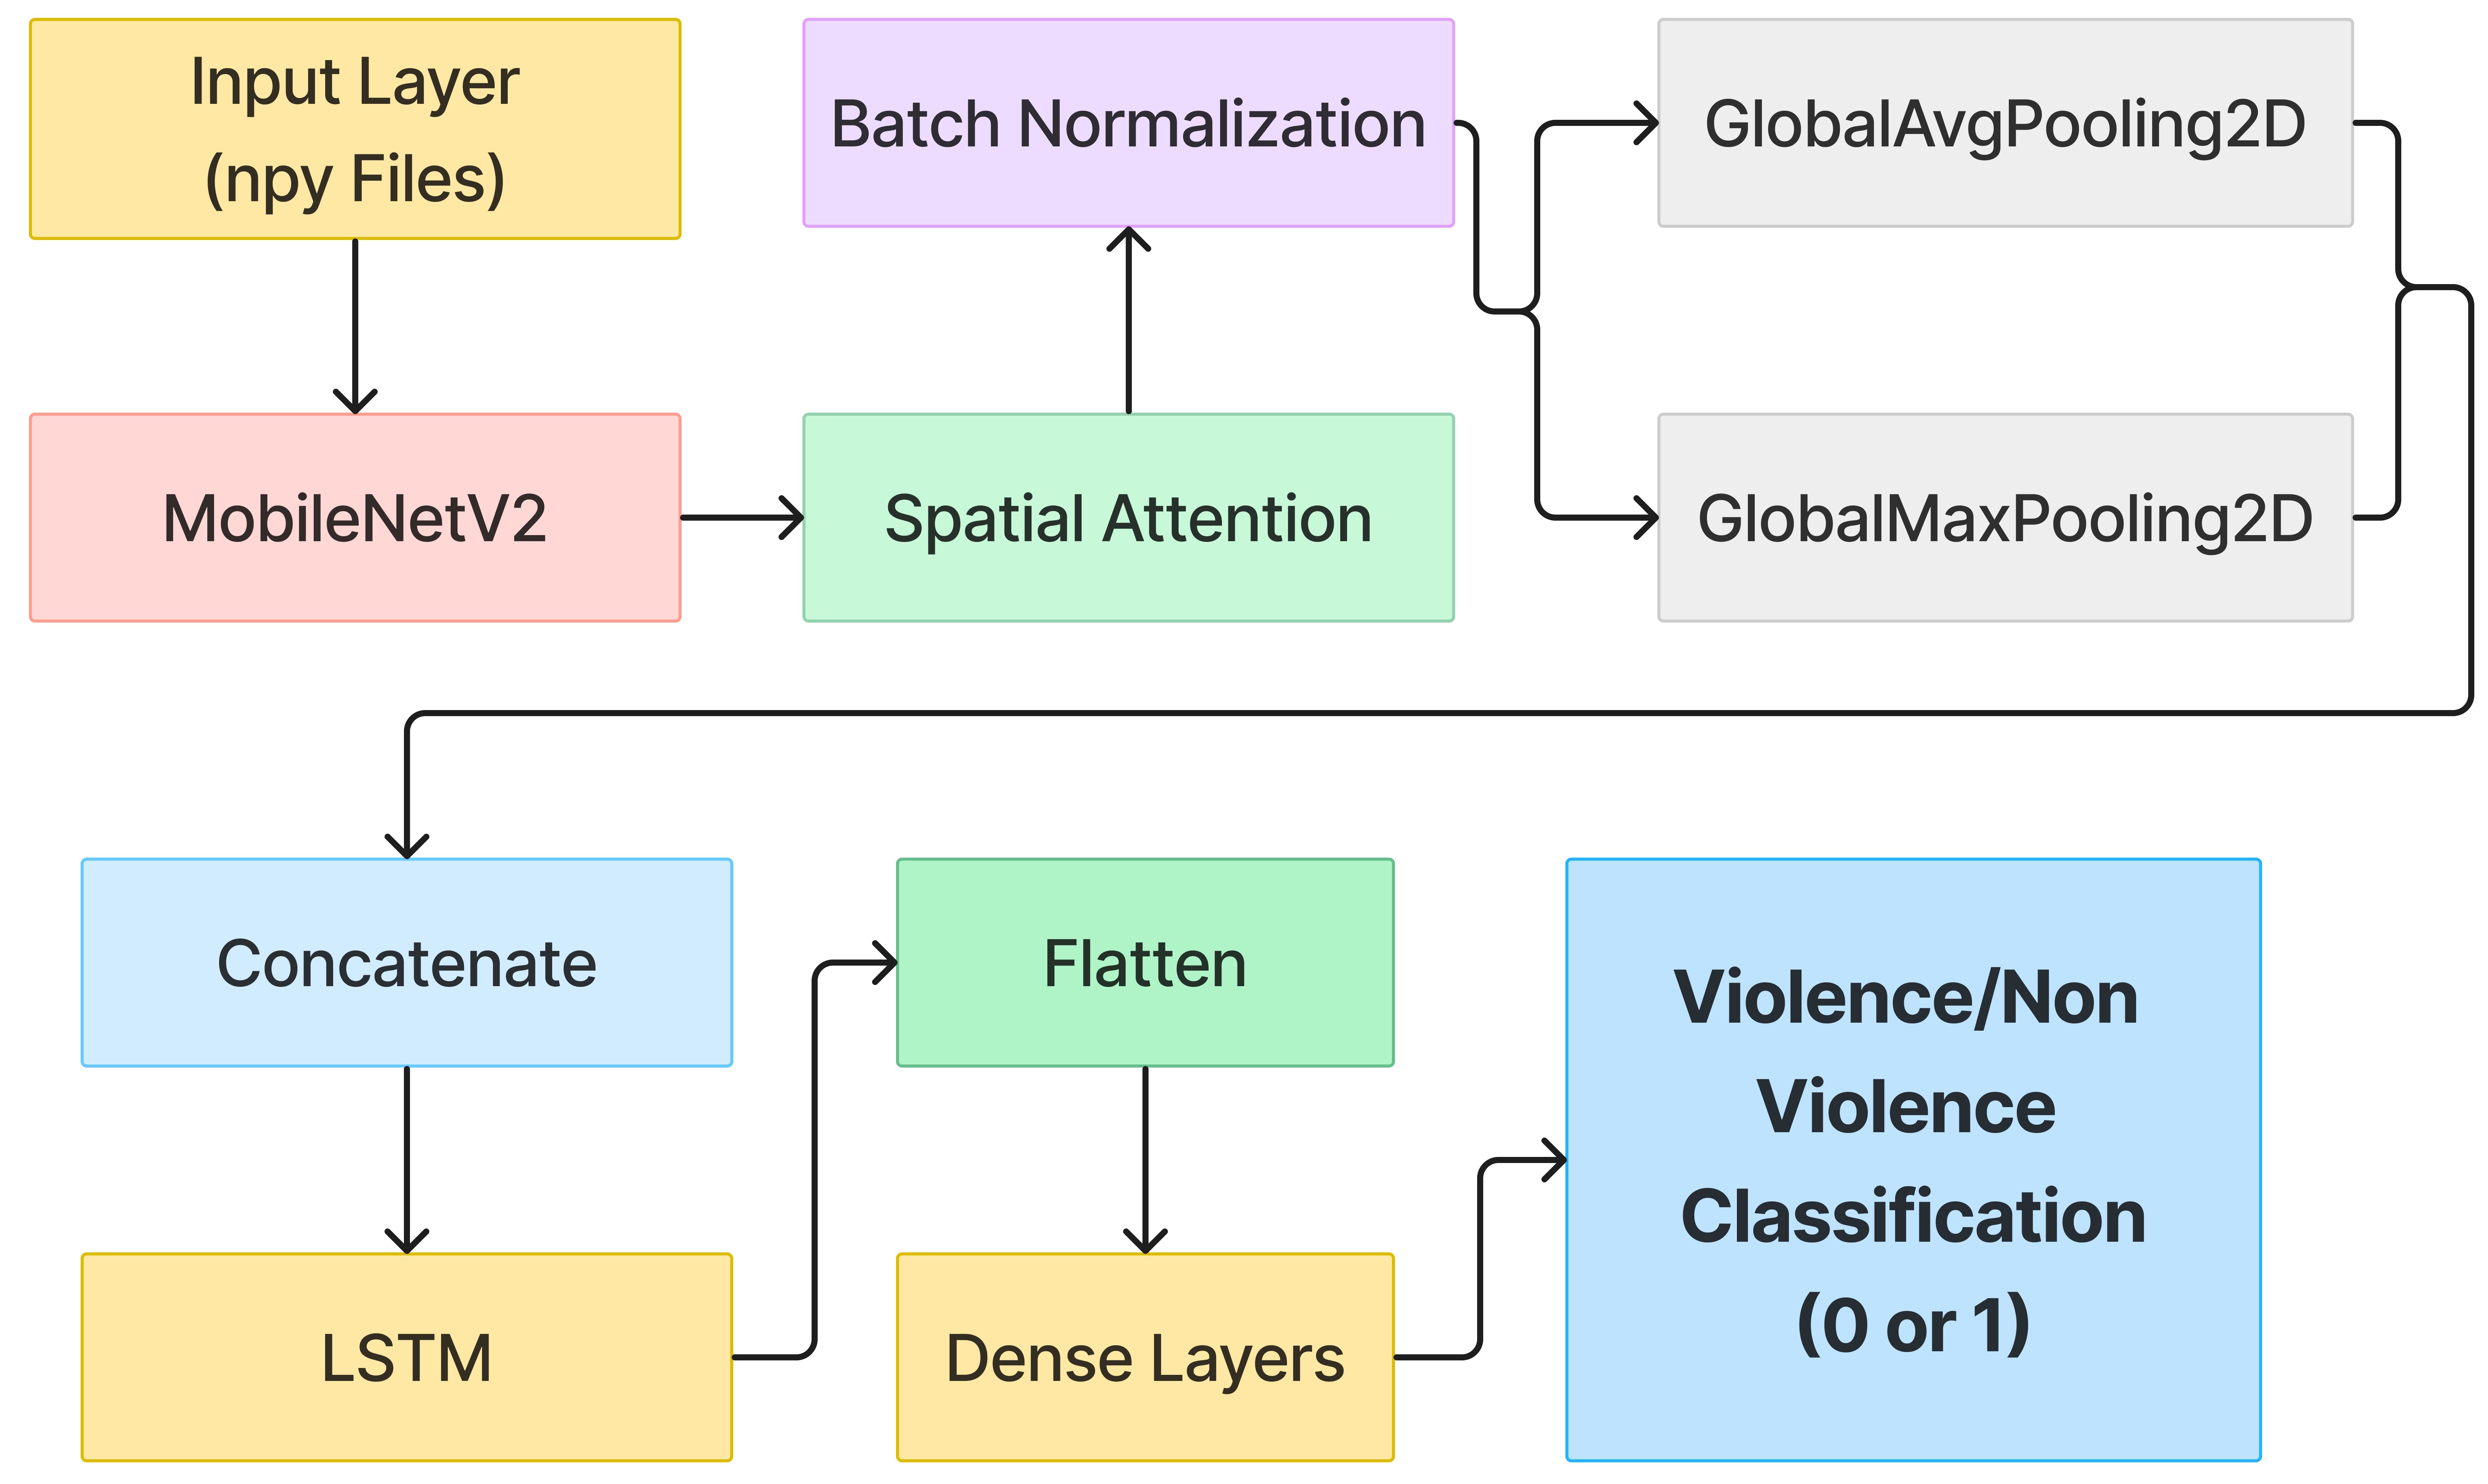 Input Layer
(npy Files)
MobileNetV2
Spatial Attention
Batch Normalization
GlobalAvgPooling2D
GlobalMaxPooling2D
Concatenate
LSTM
Flatten
Dense Layers
Violence/Non
Violence
Classification
(0 or 1)